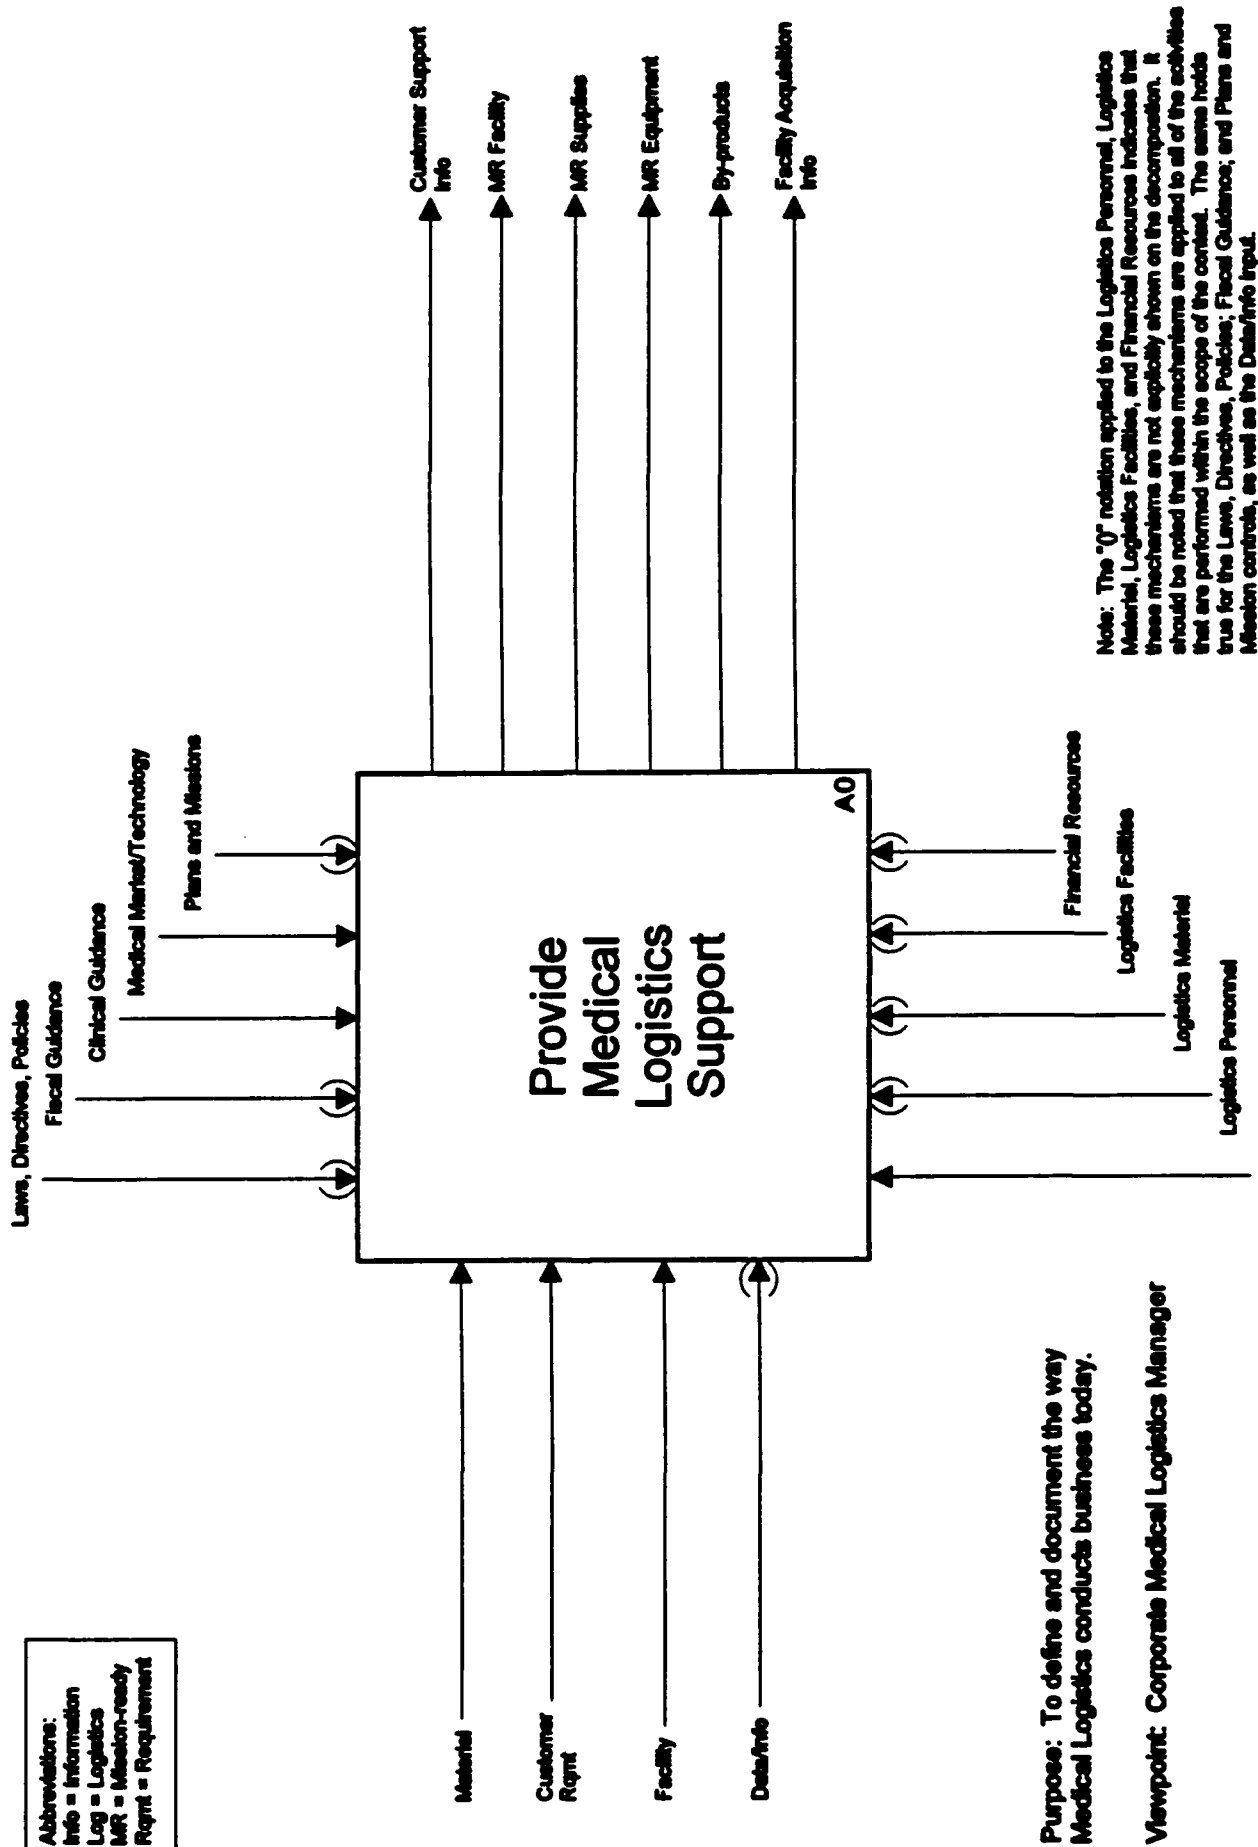 Abbreviations:
Info = Information
Log = Logistics
MR = Mission-ready
Rqmt = Requirement
Laws, Directives, Policies
Fiscal Guidance
Clinical Guidance
Medical Market/Technology
Plans and Missions
Materiel
Customer
Rqmt
Facility
Data/Info
Provide
Medical
Logistics
Support
A0
Customer Support
Info
MR Facility
MR Supplies
MR Equipment
By-products
Facility Acquisition
Info
Financial Resources
Logistics Facilities
Logistics Materiel
Logistics Personnel
Purpose: To define and document the way
Medical Logistics conducts business today.
Viewpoint: Corporate Medical Logistics Manager
Note: The "()" notation applied to the Logistics Personnel, Logistics
Materiel, Logistics Facilities, and Financial Resources indicates that
these mechanisms are not explicitly shown on the decompostion. It
should be noted that these mechanisms are applied to all of the activities
that are performed within the scope of the context. The same holds
true for the Laws, Directives, Policies; Fiscal Guidance; and Plans and
Mission controls, as well as the Data/Info input.